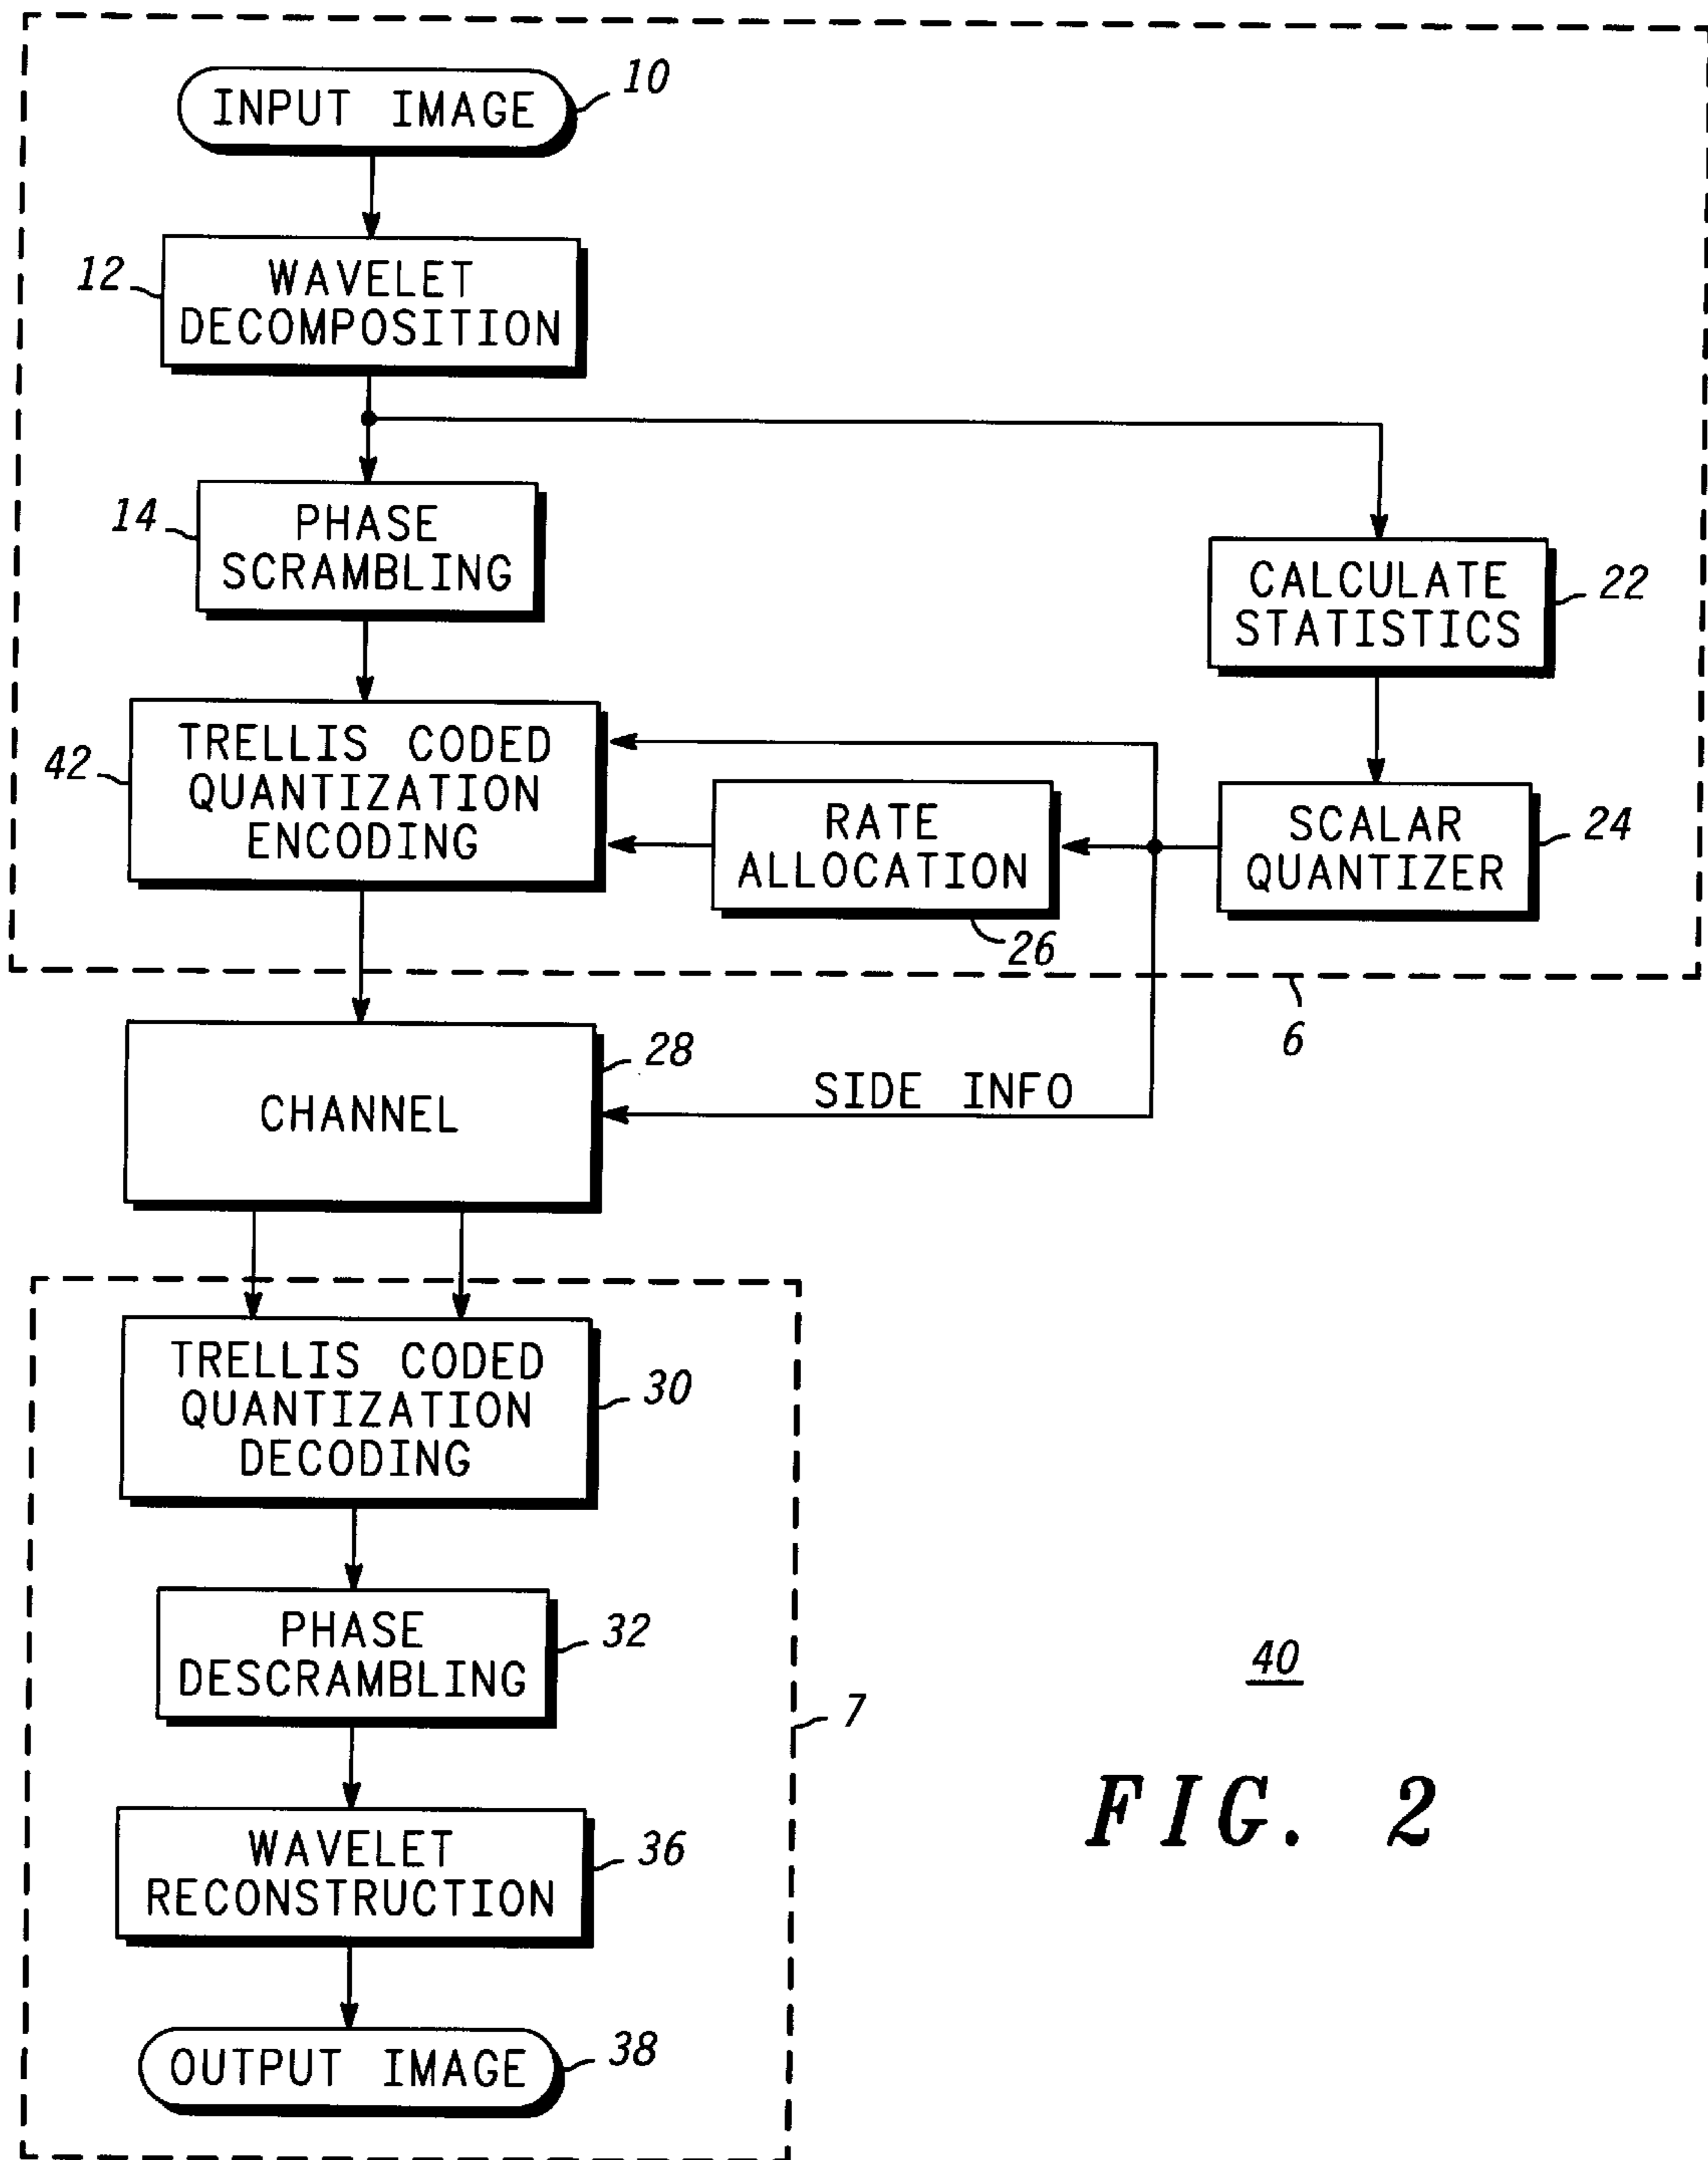 INPUT IMAGE
10
12
WAVELET
DECOMPOSITION
14
PHASE
SCRAMBLING
CALCULATE
STATISTICS
22
42
TRELLIS CODED
QUANTIZATION
ENCODING
RATE
ALLOCATION
26
SCALAR
QUANTIZER
24
6
CHANNEL
28
SIDE INFO
TRELLIS CODED
QUANTIZATION
DECODING
30
PHASE
DESCRAMBLING
32
7
40
WAVELET
RECONSTRUCTION
36
FIG. 2
OUTPUT IMAGE
38